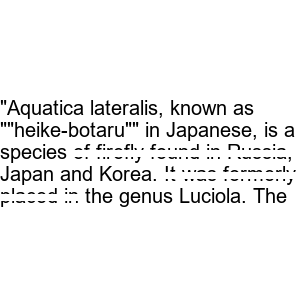 "Aquatica lateralis, known as
""heike-botaru"" in Japanese, is a
species of firefly found in Russia,
Japan and Korea. It was formerly
placed in the genus Luciola. The